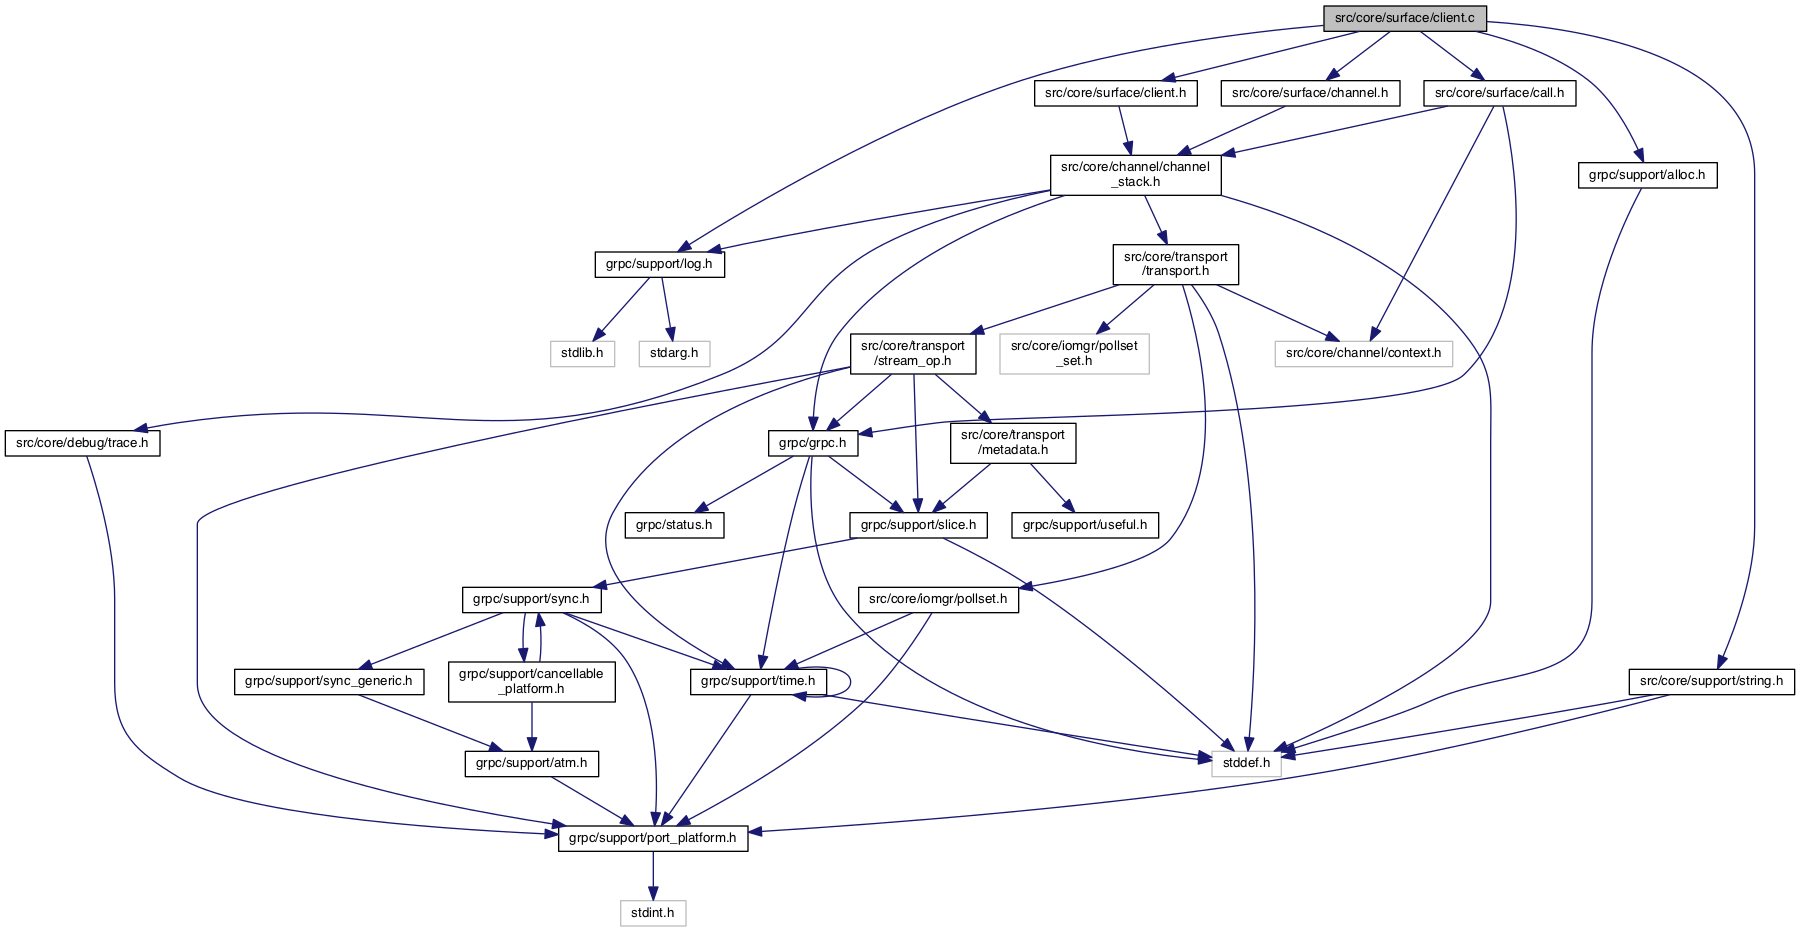 src/core/surface/client.c
src/core/surface/client.h
src/core/surface/channel.h
src/core/surface/call.h
src/core/channel/channel
_stack.h
grpc/support/alloc.h
grpc/support/log.h
src/core/transport
/transport.h
stdlib.h
stdarg.h
src/core/transport
/stream_op.h
src/core/iomgr/pollset
_set.h
src/core/channel/context.h
src/core/debug/trace.h
grpc/grpc.h
src/core/transport
/metadata.h
grpc/status.h
grpc/support/slice.h
grpc/support/useful.h
grpc/support/sync.h
src/core/iomgr/pollset.h
grpc/support/sync_generic.h
grpc/support/cancellable
_platform.h
grpc/support/time.h
src/core/support/string.h
grpc/support/atm.h
stddef.h
grpc/support/port_platform.h
stdint.h